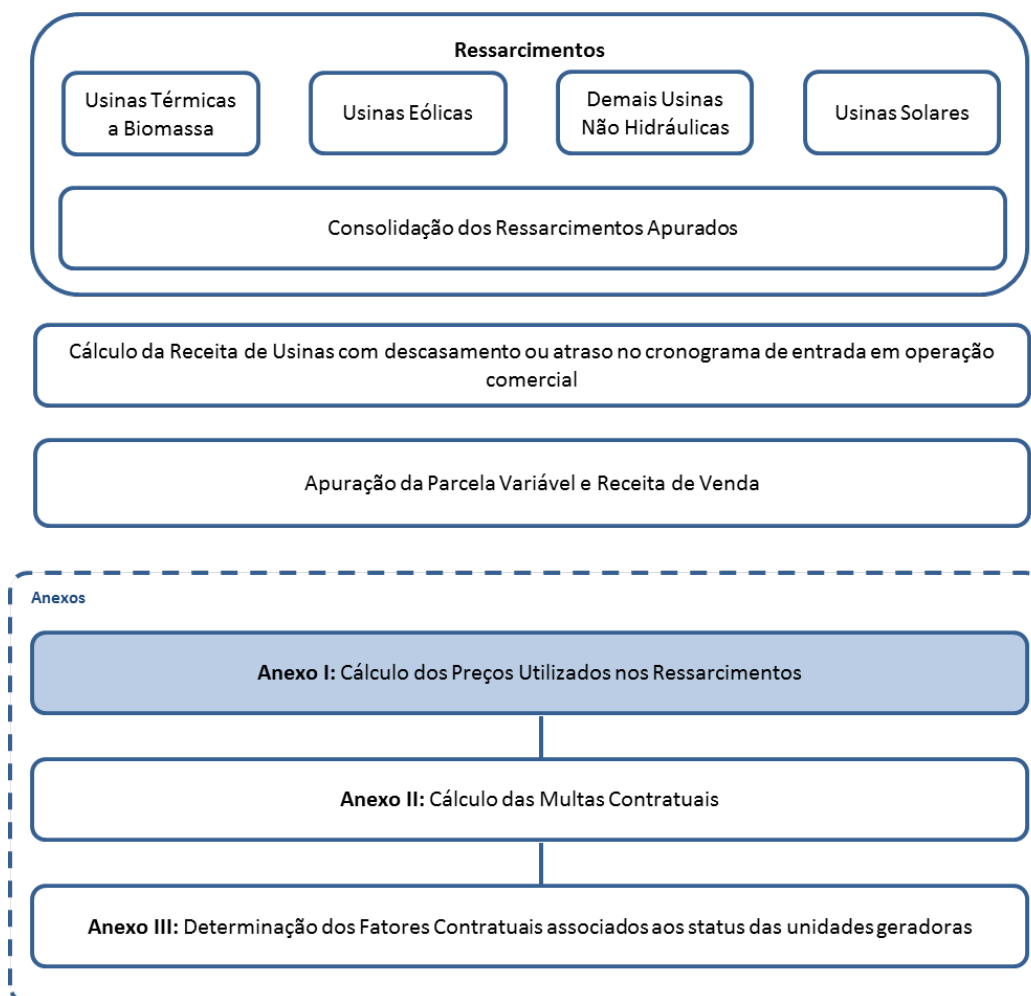 Ressarcimentos
Usinas Térmicas
a Biomassa
Usinas Eólicas
Demais Usinas
Não Hidráulicas
Usinas Solares
Consolidação dos Ressarcimentos Apurados
Cálculo da Receita de Usinas com descasamento ou atraso no cronograma de entrada em operação
comercial
Apuração da Parcela Variável e Receita de Venda
Anexos
Anexo I: Cálculo dos Preços Utilizados nos Ressarcimentos
Anexo II: Cálculo das Multas Contratuais
Anexo III: Determinação dos Fatores Contratuais associados aos status das unidades geradoras